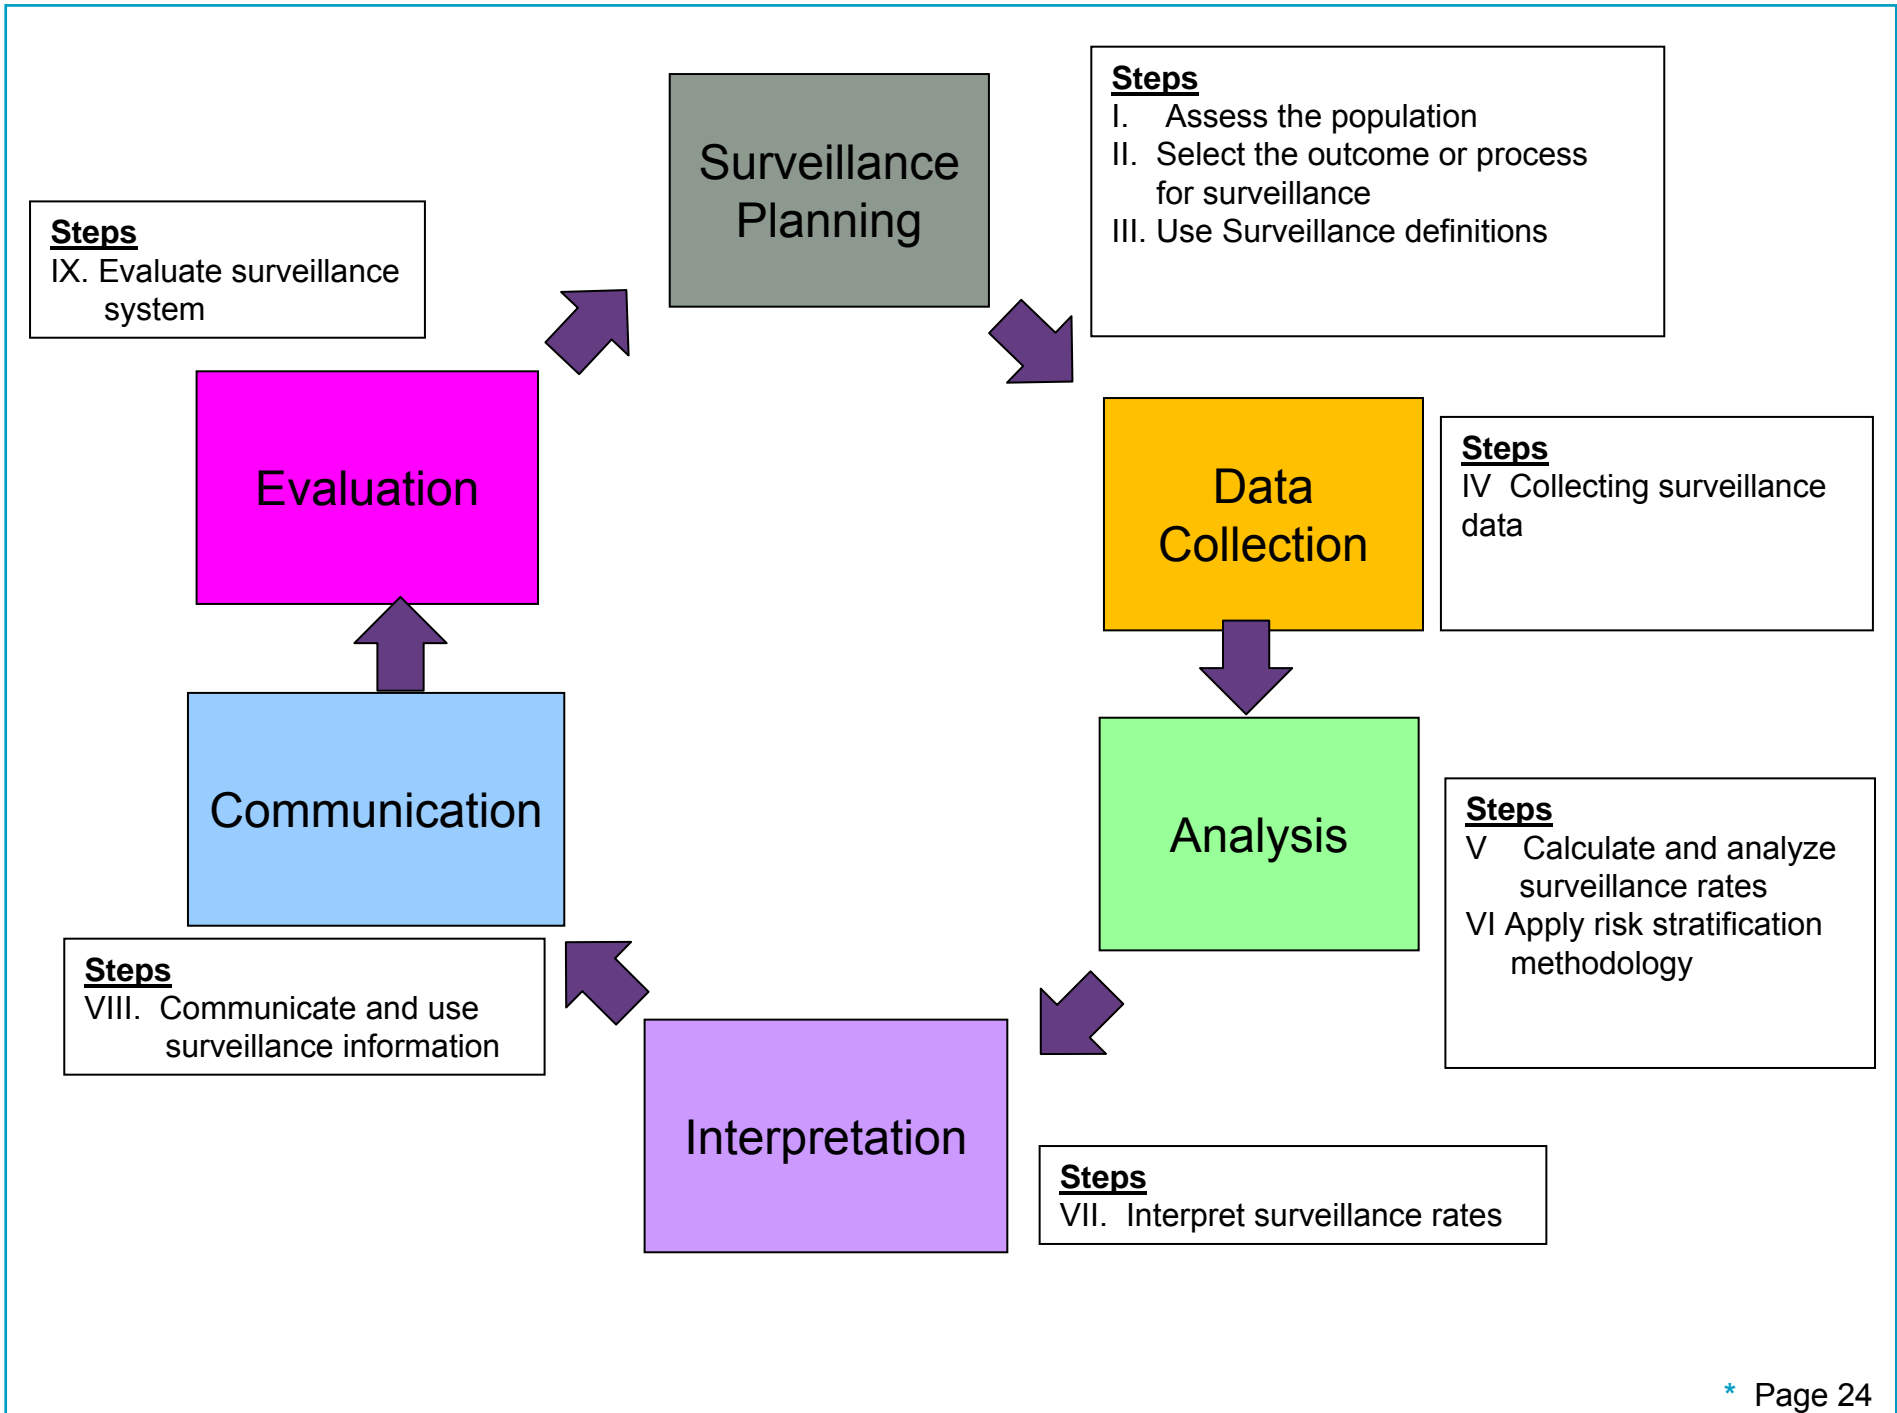 Surveillance
Planning
Steps
I. Assess the population
II. Select the outcome or process
for surveillance
III. Use Surveillance definitions
Data
Collection
Steps
IV Collecting surveillance
data
Analysis
Steps
V Calculate and analyze
surveillance rates
VI Apply risk stratification
methodology
Interpretation
Steps
VII. Interpret surveillance rates
Communication
Steps
VIII. Communicate and use
surveillance information
Evaluation
Steps
IX. Evaluate surveillance
system
* Page 24